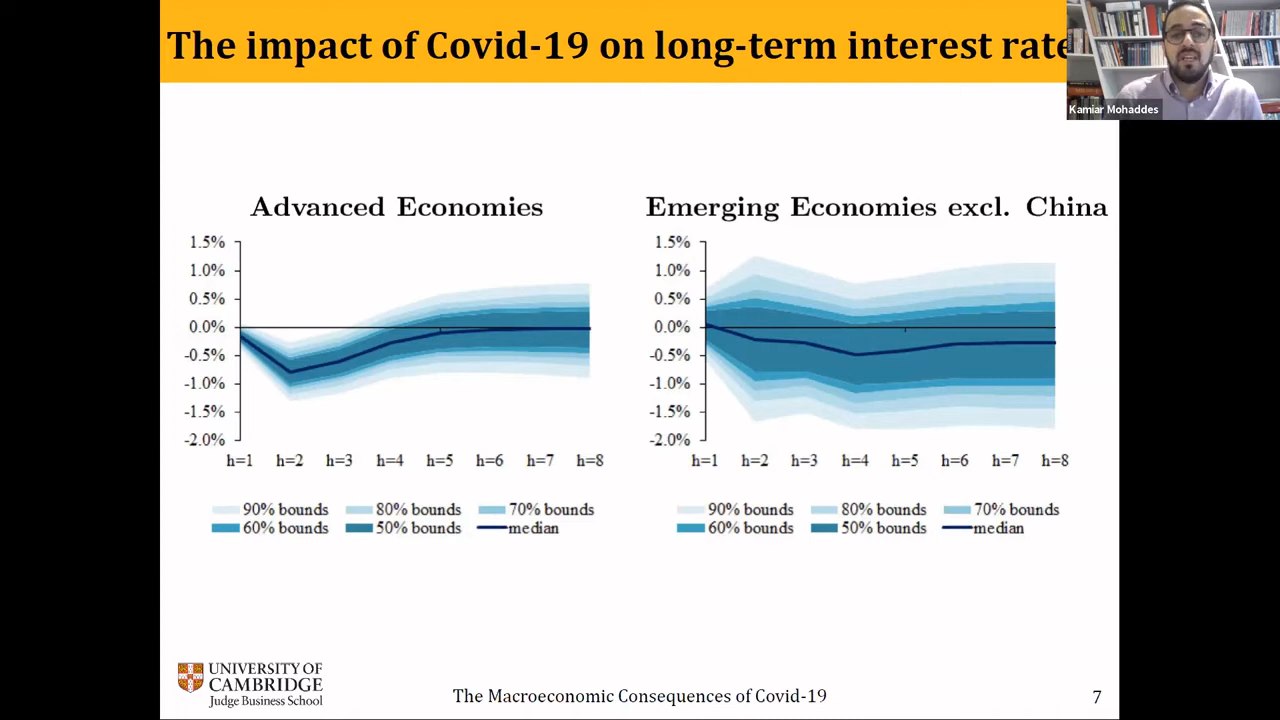 The impact of Covid-19 on long-term interest rate
Kamiar Mohaddes
Advanced Economies
1.5%
1.0%
0.5%
0.0%
-0.5%
-1.0%
-1.5%
-2.0%
h=1 h=2 h=3 h=4 h=5 h=6 h=7 h=8
90% bounds 80% bounds 70% bounds
60% bounds 50% bounds median
Emerging Economies excl. China
1.5%
1.0%
0.5%
0.0%
-0.5%
-1.0%
-1.5%
-2.0%
h=1 h=2 h=3 h=4 h=5 h=6 h=7 h=8
90% bounds 80% bounds 70% bounds
60% bounds 50% bounds median
UNIVERSITY OF
CAMBRIDGE
Judge Business School
The Macroeconomic Consequences of Covid-19
7